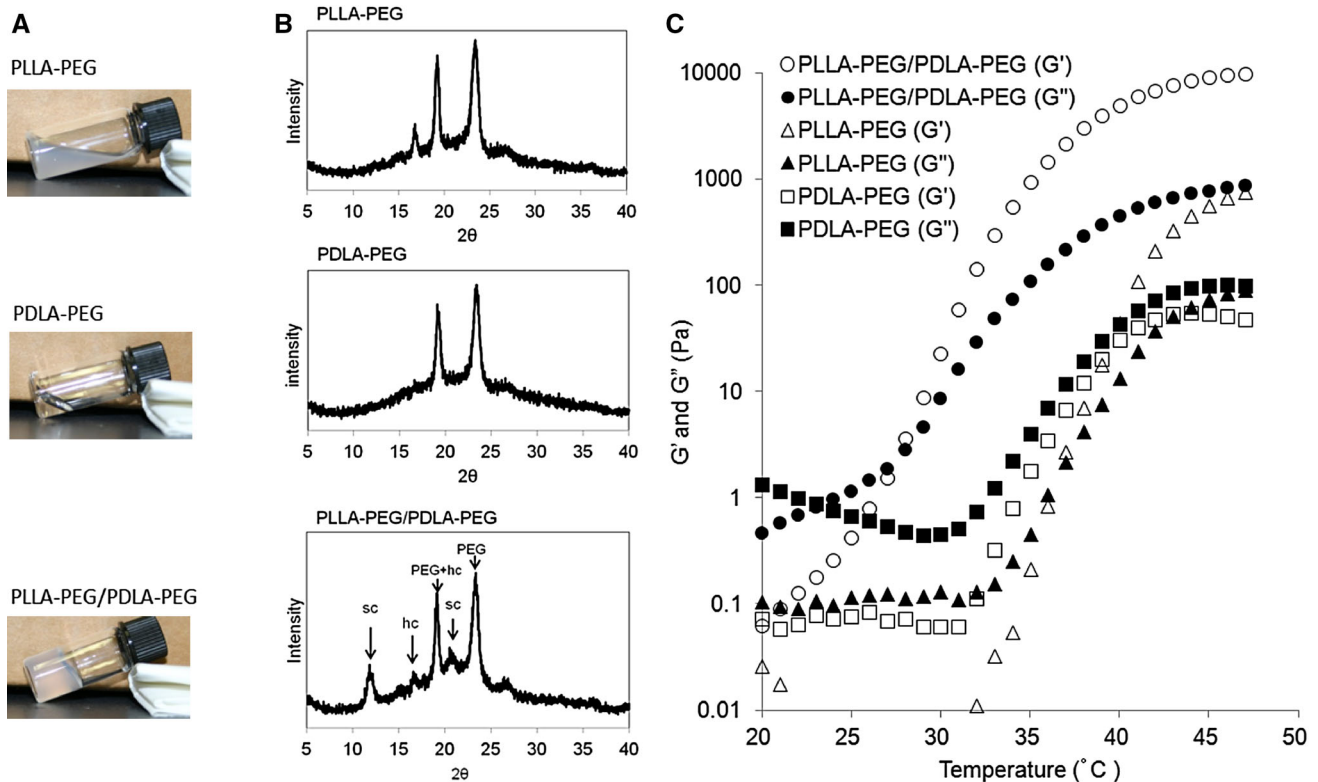 A
PLLA-PEG
PDLA-PEG
PLLA-PEG/PDLA-PEG
B
PLLA-PEG
Intensity
5 10 15 20 25 30 35 40
2θ
PDLA-PEG
intensity
5 10 15 20 25 30 35 40
2θ
PLLA-PEG/PDLA-PEG
PEG
PEG+hc
sc
hc
sc
Intensity
5 10 15 20 25 30 35 40
2θ
C
PLLA-PEG/PDLA-PEG (G')
PLLA-PEG/PDLA-PEG (G")
PLLA-PEG (G')
PLLA-PEG (G")
PDLA-PEG (G')
PDLA-PEG (G")
G' and G" (Pa)
10000
1000
100
10
1
0.1
0.01
20 30 35 40 45 50
Temperature (°C )